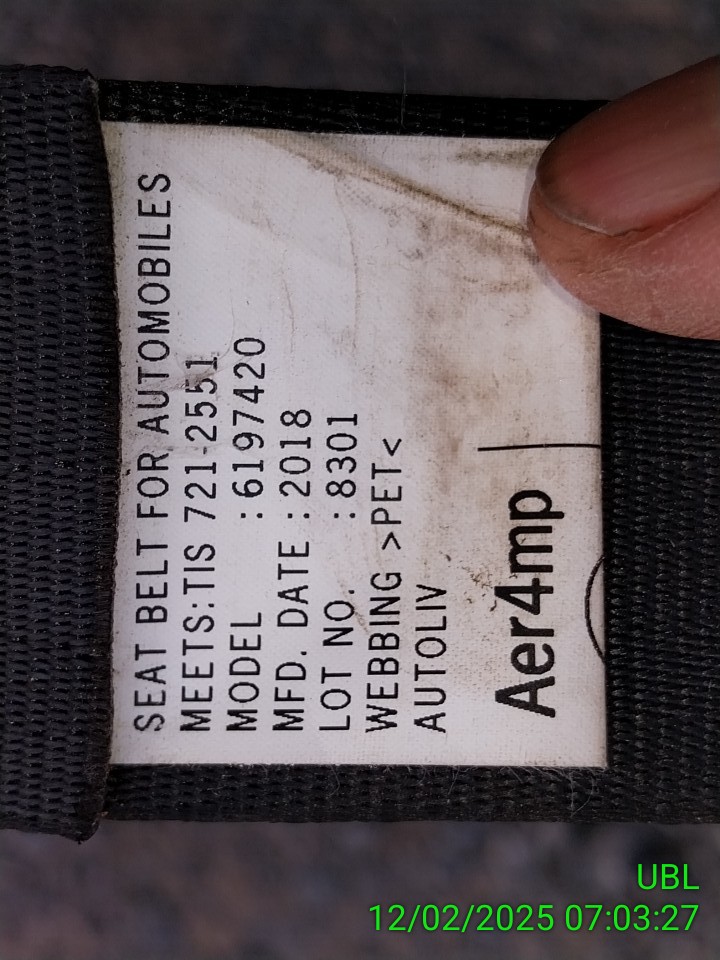 SEAT BELT FOR AUTOMOBILES
MEETS:TIS 721-2551
MODEL :6197420
MFD. DATE :2018
LOT NO. :8301
WEBBING >PET<
AUTOLIV
Aer4mp
UBL
12/02/2025 07:03:27